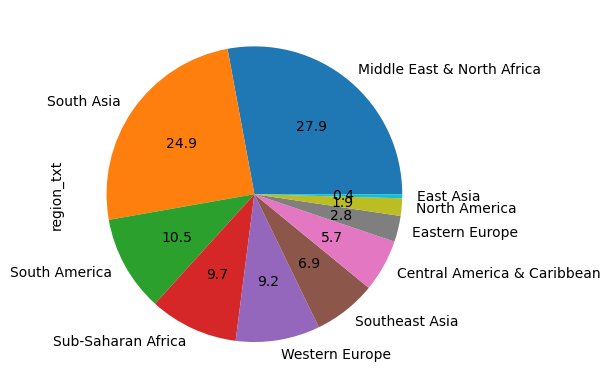 Middle East & North Africa
27.9
South Asia
24.9
region_txt
South America
10.5
Sub-Saharan Africa
9.7
Western Europe
9.2
Southeast Asia
6.9
Central America & Caribbean
5.7
Eastern Europe
2.8
North America
1.9
East Asia
0.4